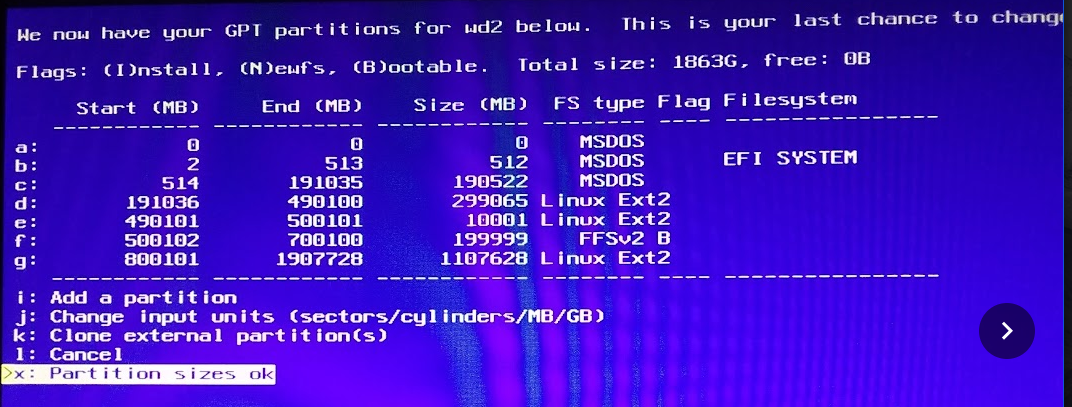 We now have your GPT partitions for wd2 below.  This is your last chance to change
Flags: (I)nstall, (N)ewfs, (B)ootable.  Total size: 1863G, free: 0B
Start (MB) End (MB) Size (MB) FS type Flag Filesystem
a: 0 0 0 MSDOS
b: 2 513 512 MSDOS EFI SYSTEM
c: 514 191035 190522 MSDOS
d: 191036 490100 299065 Linux Ext2
e: 490101 500101 10001 Linux Ext2
f: 500102 700100 199999 FFSv2 B
g: 800101 1907728 1107628 Linux Ext2
i: Add a partition
j: Change input units (sectors/cylinders/MB/GB)
k: Clone external partition(s)
l: Cancel
>x: Partition sizes ok